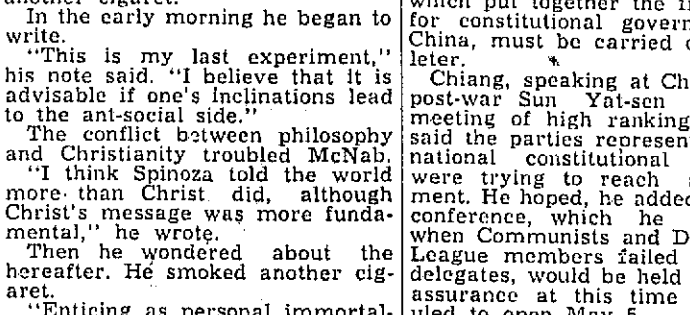 another cigaret.
In the early morning he began to
write.
"This is my last experiment,"
his note said. "I believe that it is
advisable if one's inclinations lead
to the ant-social side."
The conflict between philosophy
and Christianity troubled McNab.
"I think Spinoza told the world
more than Christ did, although
Christ's message was more funda-
mental," he wrote.
Then he wondered about the
hereafter. He smoked another cig-
aret.
"Enticing as personal immortal-
which put together the
for constitutional govern
China, must be carried
leter.
Chiang, speaking at Ch
post-war Sun Yat-sen
meeting of high ranking
said the parties represen
national constitutional
were trying to reach
ment. He hoped, he added
conference, which he
when Communists and D
League members failed
delegates, would be held
assurance at this time
uled to open May 5.